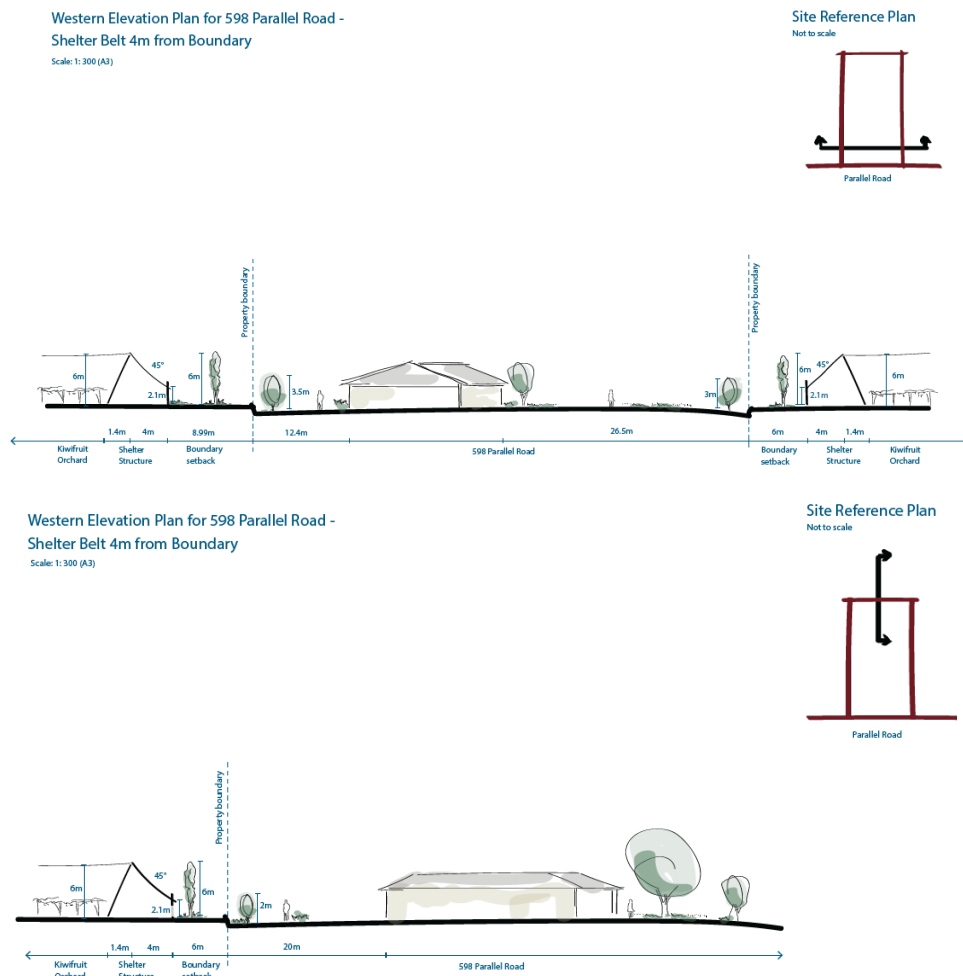 Western Elevation Plan for 598 Parallel Road -
Shelter Belt 4m from Boundary
Scale: 1: 300 (A3)
Site Reference Plan
Not to scale
Parallel Road
Property boundary
Property boundary
6m
45°
2.1m
6m
3.5m
3m
6m
45°
2.1m
6m
1.4m 4m 8.99m 12.4m 26.5m 6m 4m 1.4m
Kiwifruit
Orchard
Shelter
Structure
Boundary
setback
598 Parallel Road
Boundary
setback
Shelter
Structure
Kiwifruit
Orchard
Western Elevation Plan for 598 Parallel Road -
Shelter Belt 4m from Boundary
Scale: 1: 300 (A3)
Site Reference Plan
Not to scale
Parallel Road
Property boundary
6m
45°
2.1m
6m
2m
1.4m 4m 6m 20m
Kiwifruit
Orchard
Shelter
Structure
Boundary
setback
598 Parallel Road